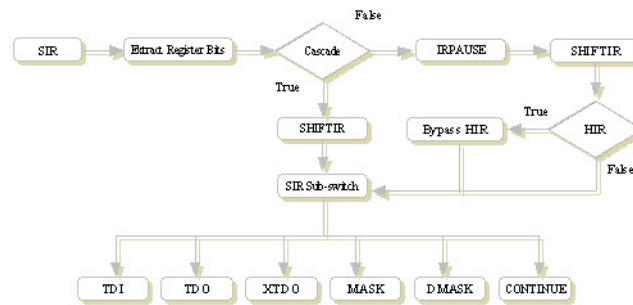 False
SIR
Extract Register Bits
Cascade
IRPAUSE
SHIFTIR
True
SHIFTIR
Bypass HIR
True
HIR
False
SIR Sub-switch
TDI
TDO
XTDO
MASK
DMASK
CONTINUE